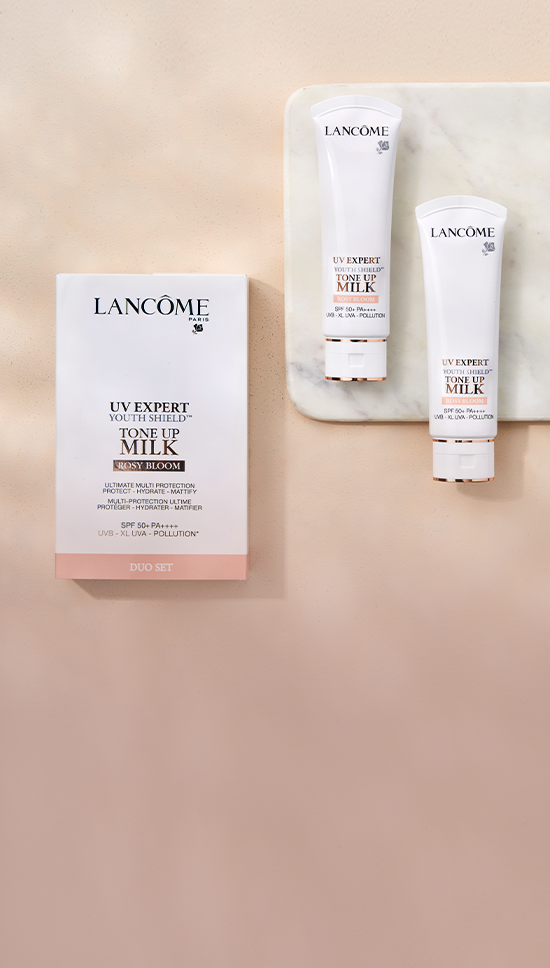 LANCÔME
PARIS
UV EXPERT
YOUTH SHIELD™
TONE UP
MILK
ROSY BLOOM
ULTIMATE MULTI PROTECTION
PROTECT - HYDRATE - MATTIFY
MULTI-PROTECTION ULTIME
PROTÉGER - HYDRATER - MATIFIER
SPF 50+ PA++++
UVB - XL UVA - POLLUTION*
DUO SET
LANCÔME
UV EXPERT
YOUTH SHIELD™
TONE UP
MILK
ROSY BLOOM
SPF 50+ PA++++
UVB - XL UVA - POLLUTION
LANCÔME
UV EXPERT
YOUTH SHIELD™
TONE UP
MILK
ROSY BLOOM
SPF 50+ PA++++
UVB - XL UVA - POLLUTION